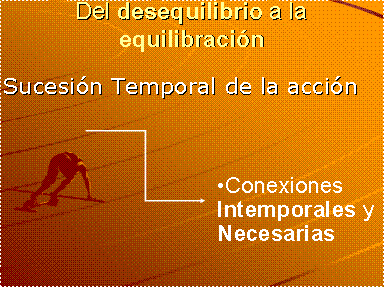 Del desequilibrio a la
equilibración
Sucesión Temporal de la acción
•Conexiones
Intemporales y
Necesarias